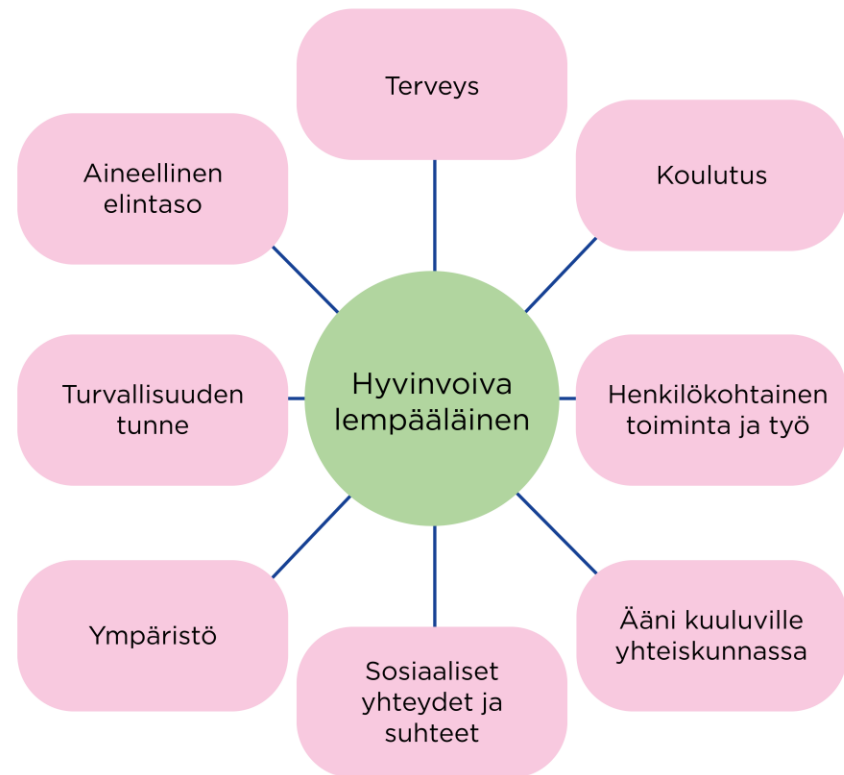 Terveys
Aineellinen
elintaso
Koulutus
Turvallisuuden
tunne
Hyvinvoiva
lempääläinen
Henkilökohtainen
toiminta ja työ
Ympäristö
Sosiaaliset
yhteydet ja
suhteet
Ääni kuuluville
yhteiskunnassa